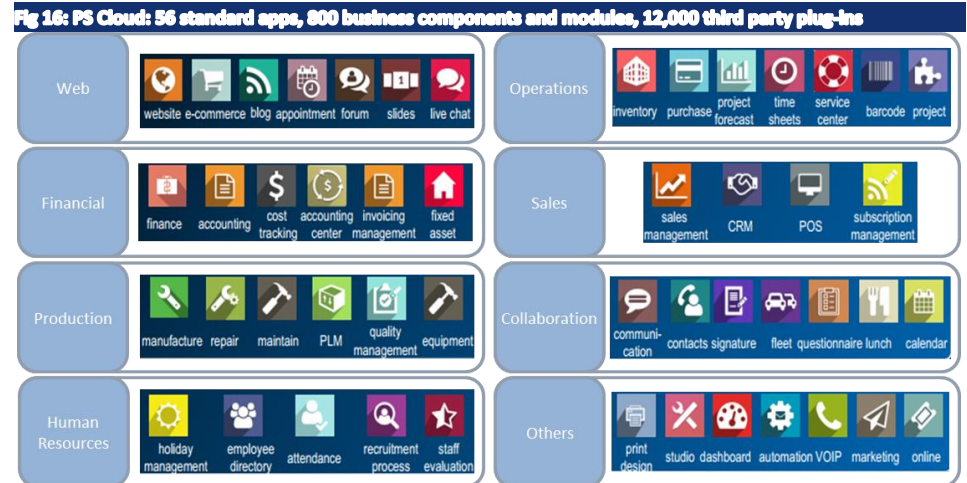 Fig 16: PS Cloud: 56 standard apps, 800 business components and modules, 12,000 third party plug-ins
Web
website e-commerce blog appointment forum slides live chat
Operations
inventory purchase project forecast time sheets service center barcode project
Financial
finance accounting cost tracking accounting center invoicing management fixed asset
Sales
sales management CRM POS subscription management
Production
manufacture repair maintain PLM quality management equipment
Collaboration
communi-
cation contacts signature fleet questionnaire lunch calendar
Human
Resources
holiday management employee directory attendance recruitment process staff evaluation
Others
print design studio dashboard automation VOIP marketing online